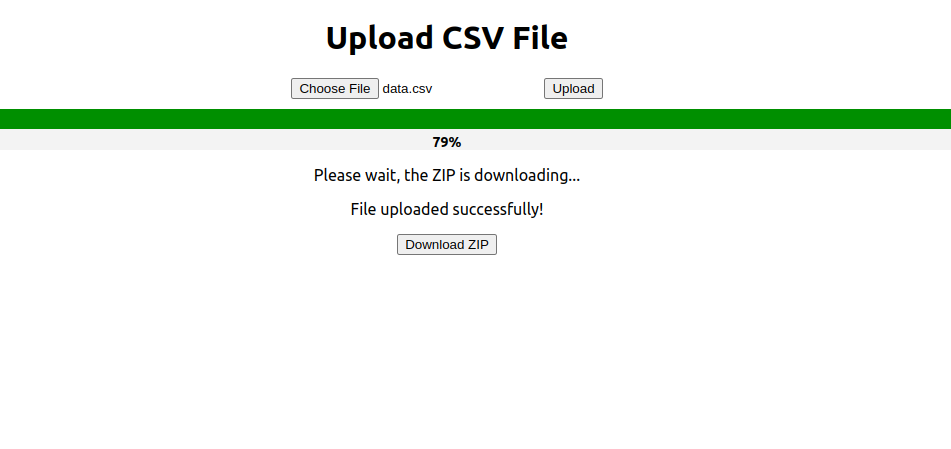 Upload CSV File
Choose File data.csv Upload
79%
Please wait, the ZIP is downloading...
File uploaded successfully!
Download ZIP